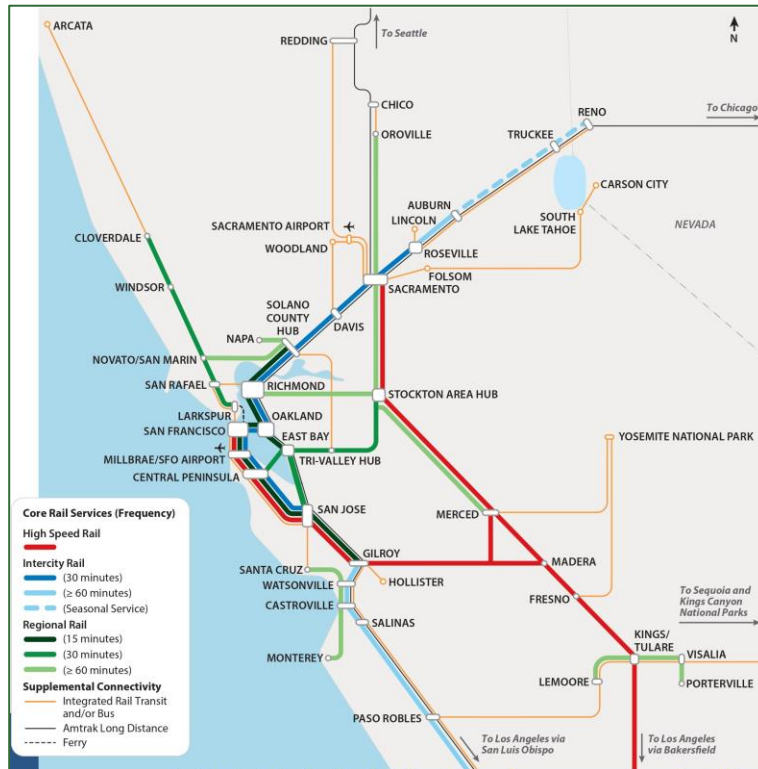 ARCATA
REDDING
To Seattle
N
CHICO
OROVILLE
RENO
To Chicago
TRUCKEE
CARSON CITY
AUBURN
LINCOLN
SOUTH
LAKE TAHOE
NEVADA
SACRAMENTO AIRPORT
WOODLAND
ROSEVILLE
CLOVERDALE
FOLSOM
SACRAMENTO
WINDSOR
SOLANO
COUNTY
HUB
DAVIS
NAPA
NOVATO/SAN MARIN
SAN RAFAEL
RICHMOND
STOCKTON AREA HUB
LARKSPUR
OAKLAND
SAN FRANCISCO
EAST BAY
YOSEMITE NATIONAL PARK
MILLBRAE/SFO AIRPORT
TRI-VALLEY HUB
CENTRAL PENINSULA
SAN JOSE
MERCED
GILROY
MADERA
SANTA CRUZ
HOLLISTER
WATSONVILLE
FRESNO
CASTROVILLE
To Sequoia and
Kings Canyon
National Parks
SALINAS
KINGS/
TULARE
VISALIA
MONTEREY
LEMOORE
PORTERVILLE
PASO ROBLES
To Los Angeles via
San Luis Obispo
To Los Angeles
via Bakersfield
Core Rail Services (Frequency)
High Speed Rail
Intercity Rail
(30 minutes)
(≥ 60 minutes)
(Seasonal Service)
Regional Rail
(15 minutes)
(30 minutes)
(≥ 60 minutes)
Supplemental Connectivity
Integrated Rail Transit
and/or Bus
Amtrak Long Distance
Ferry